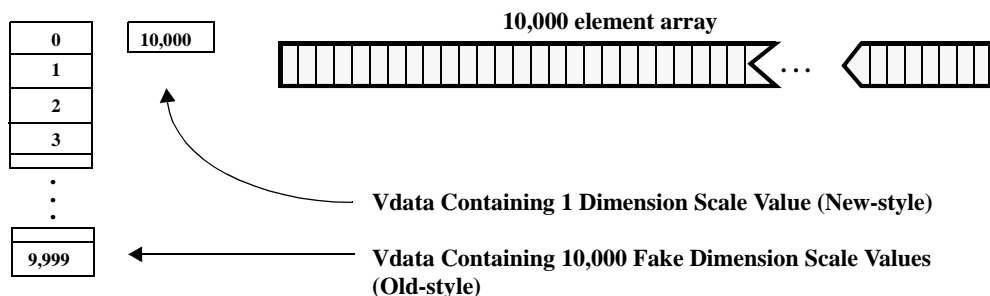 10,000 element array
0
10,000
1
2
3
. . .
.
.
.
Vdata Containing 1 Dimension Scale Value (New-style)
9,999
Vdata Containing 10,000 Fake Dimension Scale Values
(Old-style)